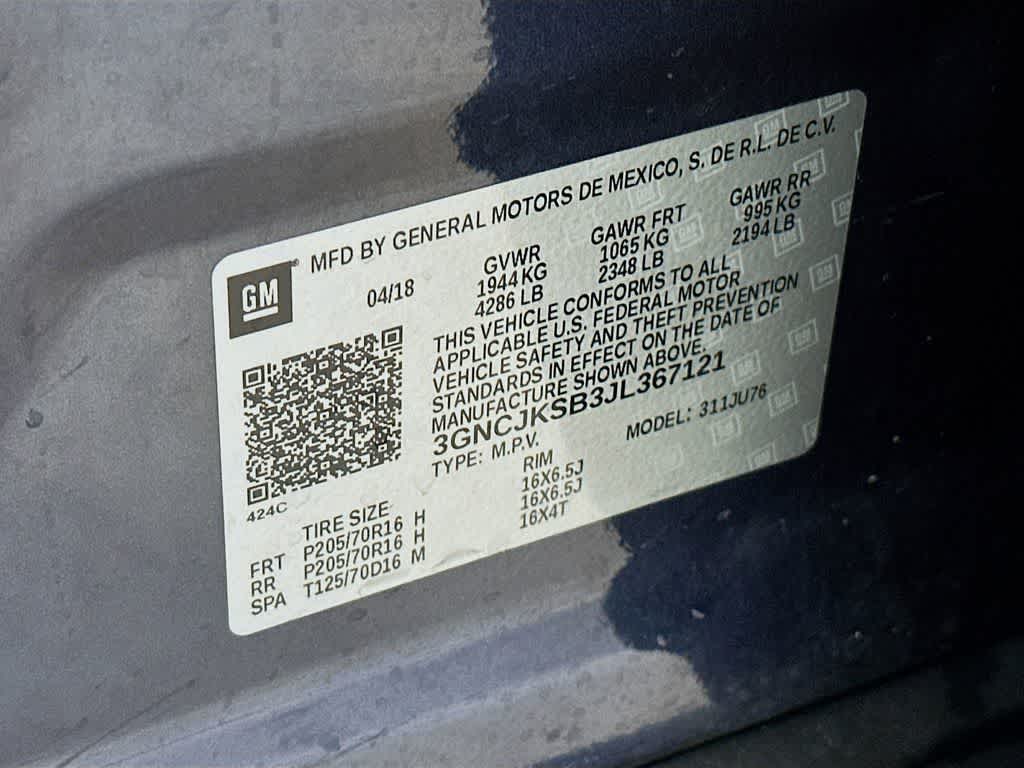 MFD BY GENERAL MOTORS DE MEXICO, S. DE R.L. DE C.V.
GM
04/18
GVWR GAWR FRT GAWR RR
1944 KG 1065 KG 995 KG
4286 LB 2348 LB 2194 LB
THIS VEHICLE CONFORMS TO ALL
APPLICABLE U.S. FEDERAL MOTOR
VEHICLE SAFETY AND THEFT PREVENTION
STANDARDS IN EFFECT ON THE DATE OF
MANUFACTURE SHOWN ABOVE.
3GNCJKSB3JL367121
TYPE: M.P.V. MODEL: 311JU76
424C
TIRE SIZE RIM
FRT P205/70R16 H 16X6.5J
RR P205/70R16 H 16X6.5J
SPA T125/70D16 M 16X4T